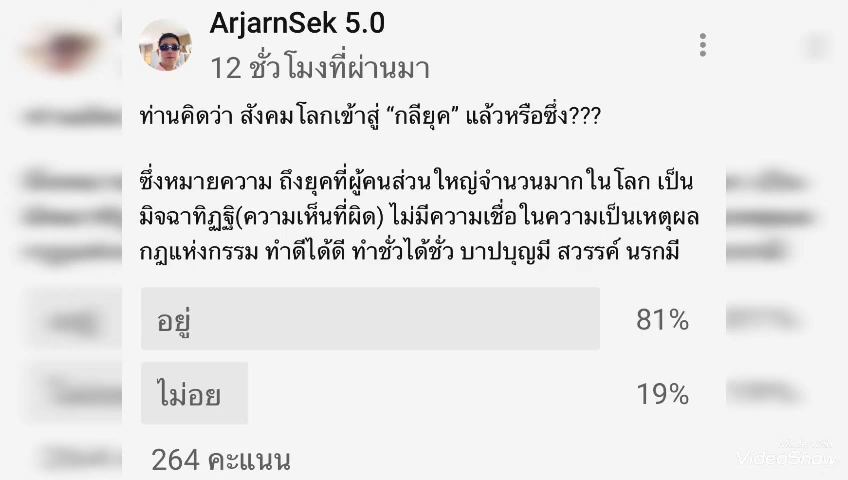 ArjarnSek 5.0
12 ชั่วโมงที่ผ่านมา
ท่านคิดว่า สังคมโลกเข้าสู่ “กลียุค” แล้วหรือซึ่ง???
ซึ่งหมายความ ถึงยุคที่ผู้คนส่วนใหญ่จำนวนมากในโลก เป็น
มิจฉาทิฏฐิ(ความเห็นที่ผิด) ไม่มีความเชื่อในความเป็นเหตุผล
กฎแห่งกรรม ทำดีได้ดี ทำชั่วได้ชั่ว บาปบุญมี สวรรค์ นรกมี
อยู่ 81%
ไม่อย 19%
264 คะแนน
VideoShow